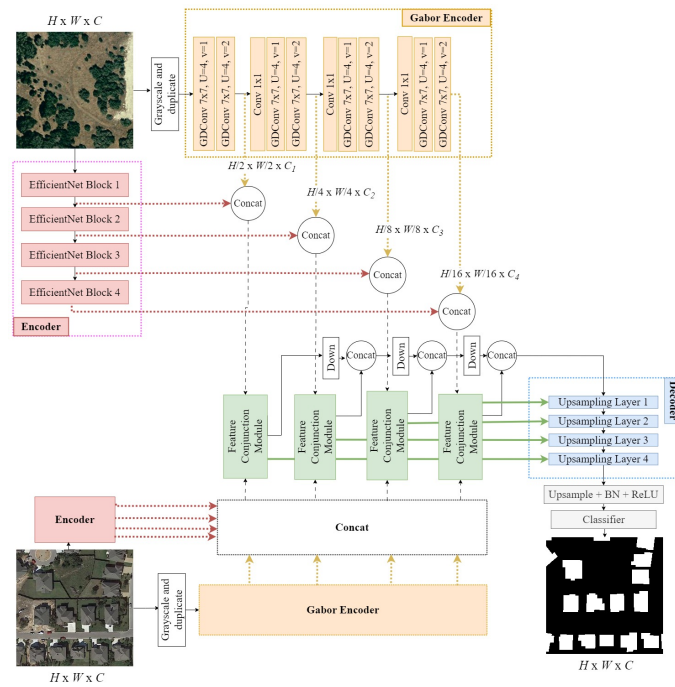 H x W x C
Gabor Encoder
Grayscale and
duplicate
GDConv 7x7, U=4, v=1
GDConv 7x7, U=4, v=2
Conv 1x1
GDConv 7x7, U=4, v=1
GDConv 7x7, U=4, v=2
Conv 1x1
GDConv 7x7, U=4, v=1
GDConv 7x7, U=4, v=2
Conv 1x1
GDConv 7x7, U=4, v=1
GDConv 7x7, U=4, v=2
H/2 x W/2 x C1
H/4 x W/4 x C2
H/8 x W/8 x C3
H/16 x W/16 x C4
EfficientNet Block 1
EfficientNet Block 2
EfficientNet Block 3
EfficientNet Block 4
Encoder
Concat
Concat
Concat
Concat
Down
Concat
Down
Concat
Down
Concat
Feature
Conjunction
Module
Feature
Conjunction
Module
Feature
Conjunction
Module
Feature
Conjunction
Module
Decoder
Upsampling Layer 1
Upsampling Layer 2
Upsampling Layer 3
Upsampling Layer 4
Upsample + BN + ReLU
Classifier
Encoder
Concat
Grayscale and
duplicate
Gabor Encoder
H x W x C
H x W x C